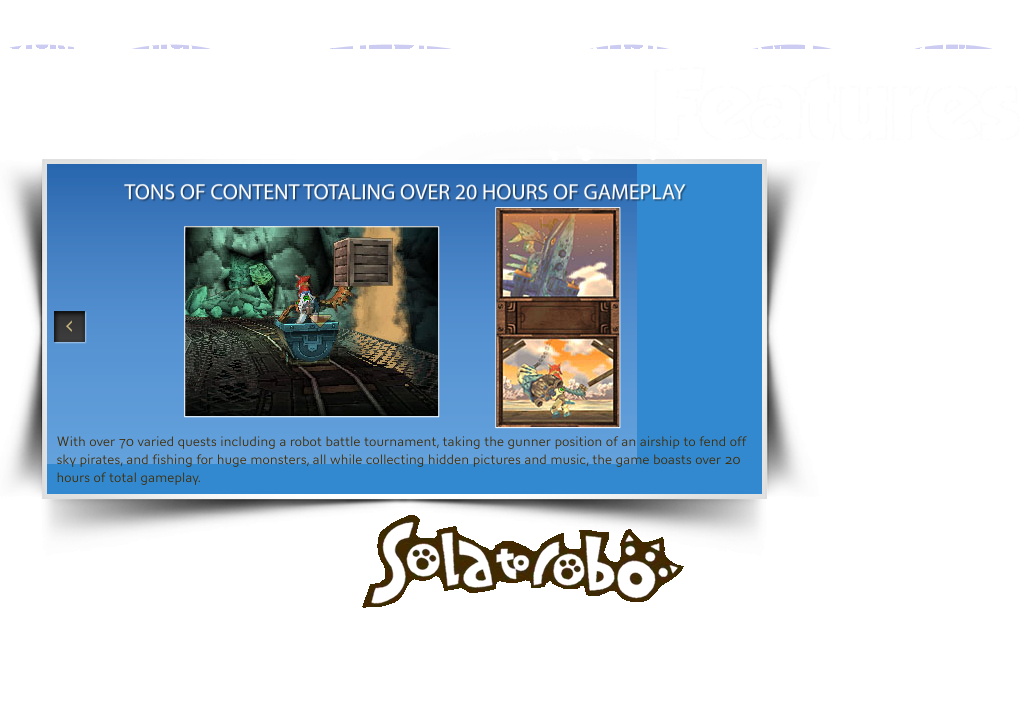 TONS OF CONTENT TOTALING OVER 20 HOURS OF GAMEPLAY
With over 70 varied quests including a robot battle tournament, taking the gunner position of an airship to fend off
sky pirates, and fishing for huge monsters, all while collecting hidden pictures and music, the game boasts over 20
hours of total gameplay.
Solatorobo